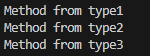 Method from type1
Method from type2
Method from type3